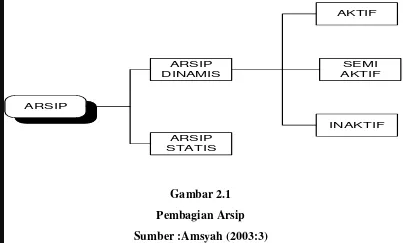 AKTIF
ARSIP
DINAMIS
SEMI
AKTIF
ARSIP
INAKTIF
ARSIP
STATIS
Gambar 2.1
Pembagian Arsip
Sumber :Amsyah (2003:3)